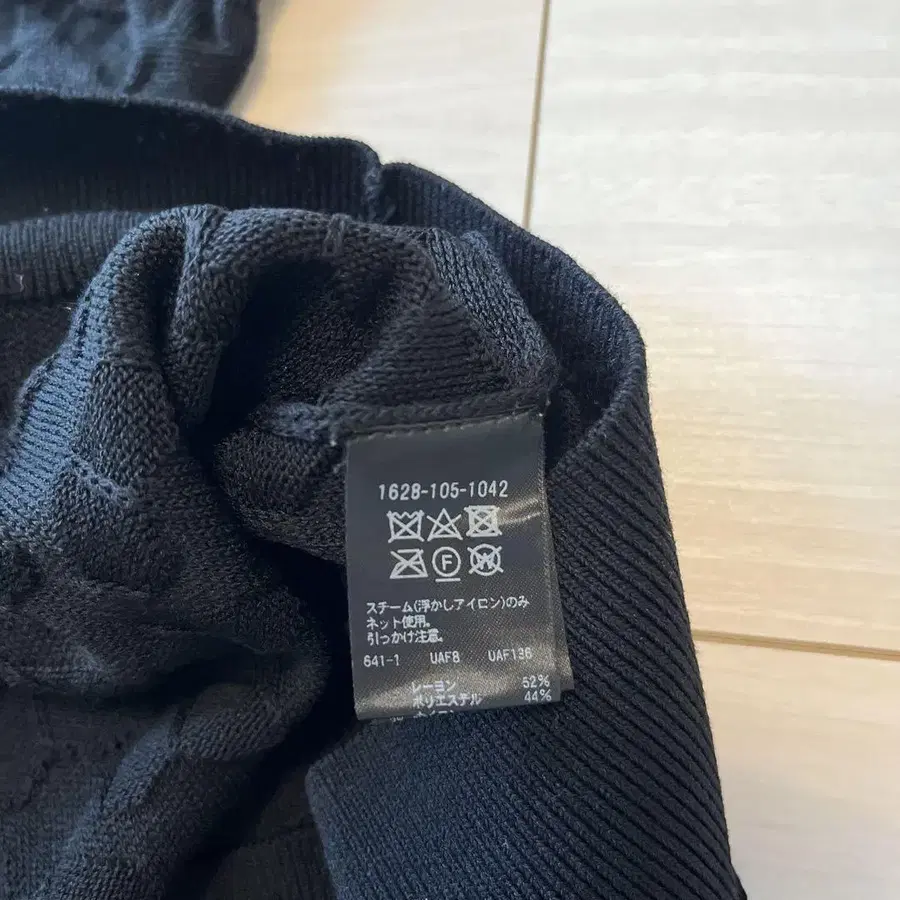 1628-105-1042
F
W
スチーム(浮かしアイロン)のみ
ネット使用。
引っかけ注意。
641-1 UAF8 UAF136
レーヨン 52%
ポリエステル 44%